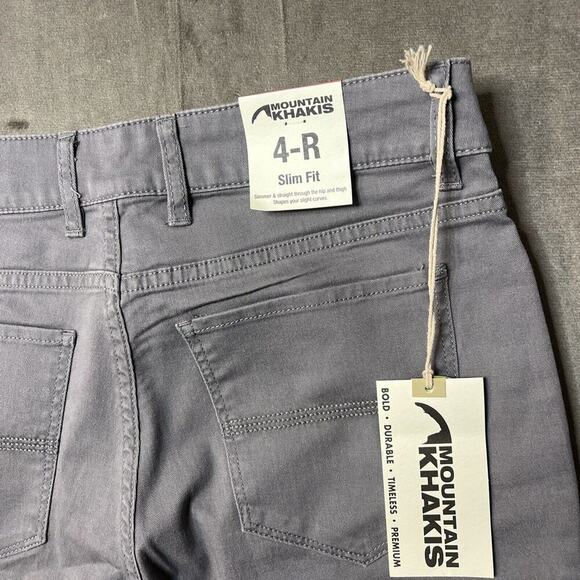 MOUNTAIN
KHAKIS
4-R
Slim Fit
Slimmer & straight through the hip and thigh
Shapes your slight curves.
MOUNTAIN
KHAKIS
BOLD • DURABLE • TIMELESS • PREMIUM